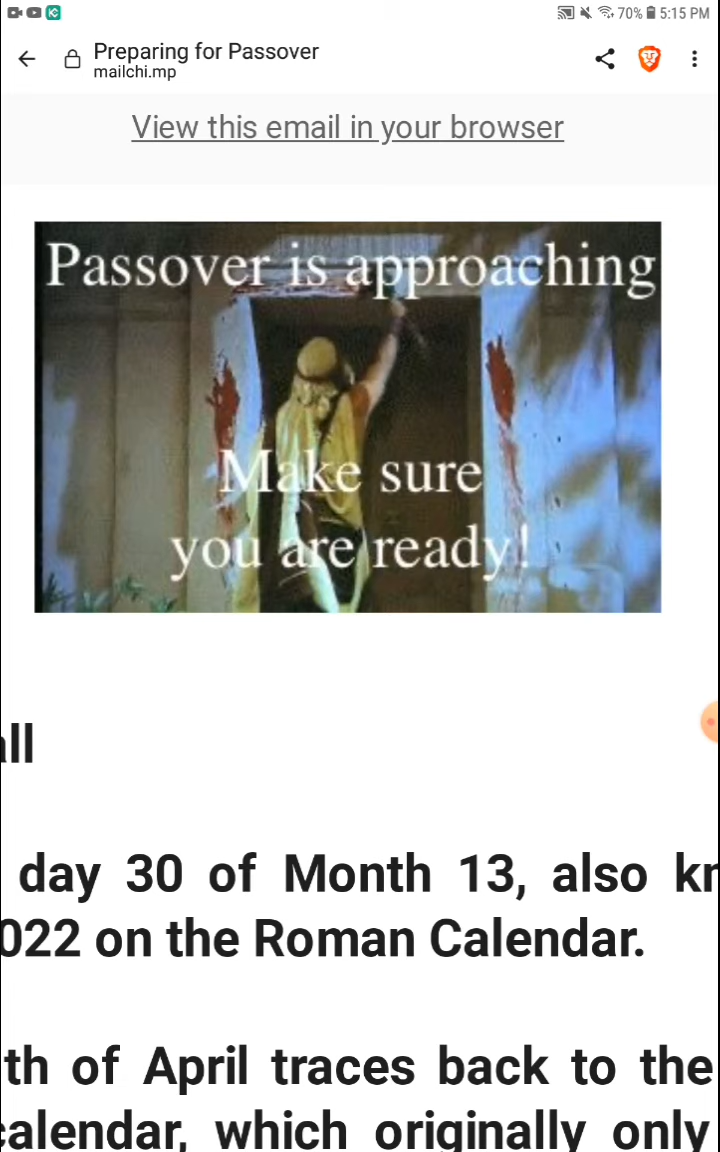 70% 5:15 PM
Preparing for Passover
mailchi.mp
View this email in your browser
Passover is approaching
Make sure
you are ready!
all
day 30 of Month 13, also
022 on the Roman Calendar.
th of April traces back to the
calendar, which originally only